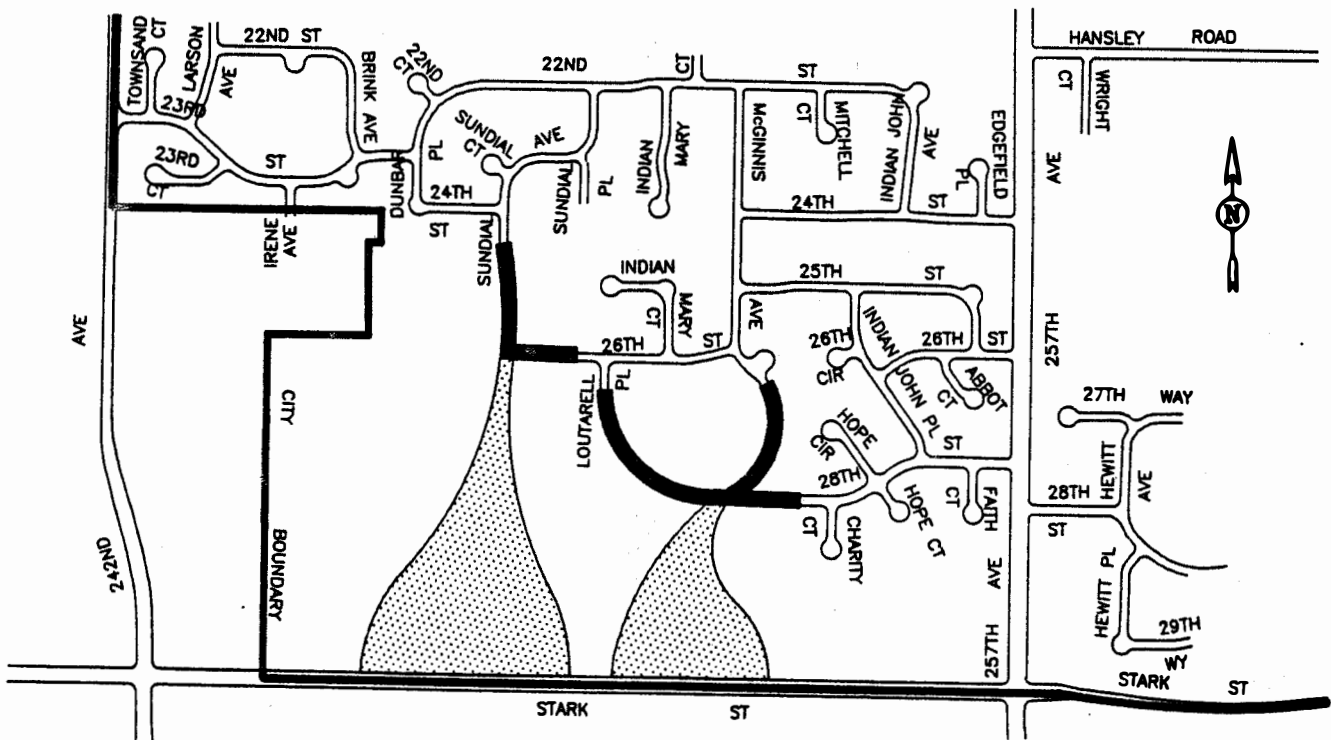 TOWNSAND
CT
LARSON
AVE
22ND ST
BRINK AVE
22ND
CT
22ND
CT
ST
HANSLEY ROAD
WRIGHT
CT
23RD
23RD
CT
ST
DUNBAR
PL
SUNDIAL
CT
AVE
SUNDIAL
PL
INDIAN
MARY
McGINNIS
MITCHELL
CT
INDIAN JOHN
AVE
EDGEFIELD
PL
AVE
N
24TH
ST
24TH
ST
IRENE
AVE
SUNDIAL
INDIAN
MARY
CT
25TH
ST
AVE
AVE
26TH
ST
26TH
CIR
INDIAN JOHN PL
26TH
ST
257TH
ABBOT
CT
27TH WAY
LOUTARELL
PL
CITY
BOUNDARY
HOPE
CIR
ST
28TH
HOPE CT
FAITH
CT
CHARITY
CT
28TH
ST
HEWITT
AVE
HEWITT PL
29TH
WY
242ND
AVE
257TH
STARK
ST
STARK
ST